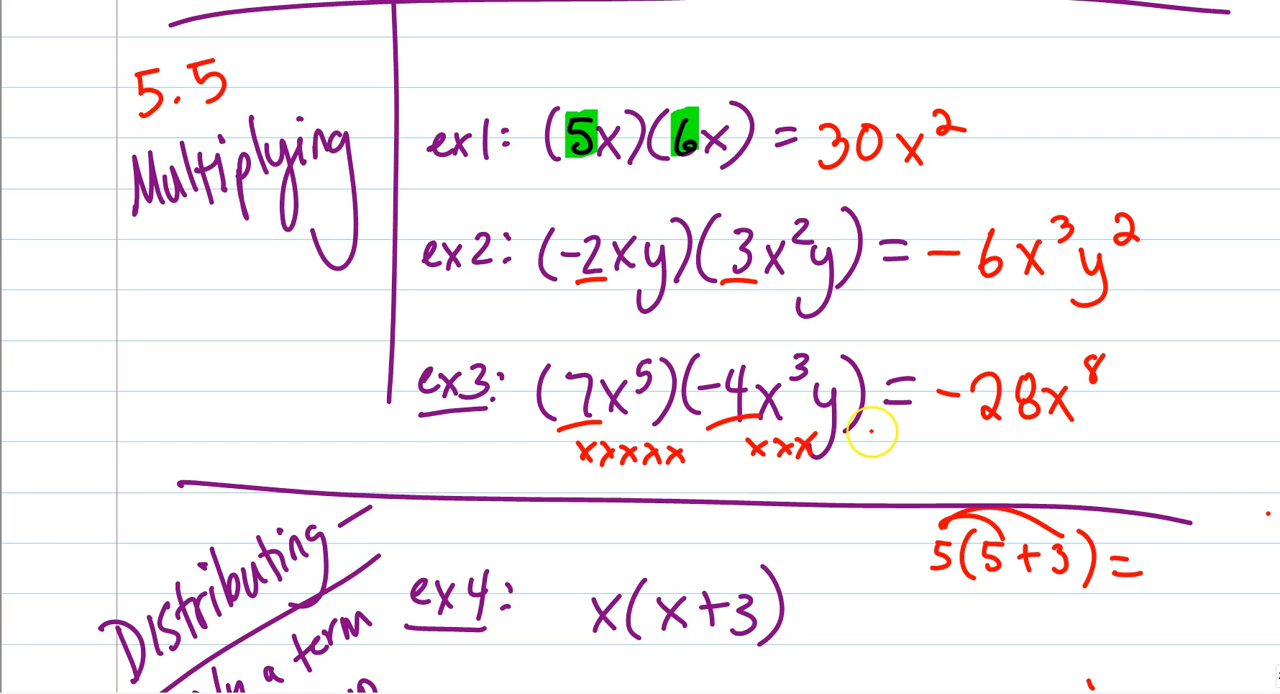 5.5
Multiplying
ex1: (5x)(6x) = 30x²
ex2: (-2xy)(3x²y) = -6x³y²
ex3: (7x⁵)(-4x³y) = -28x⁸
xxxxx xxx
5(5+3) =
Distributing
ex4: x(x+3)
a term